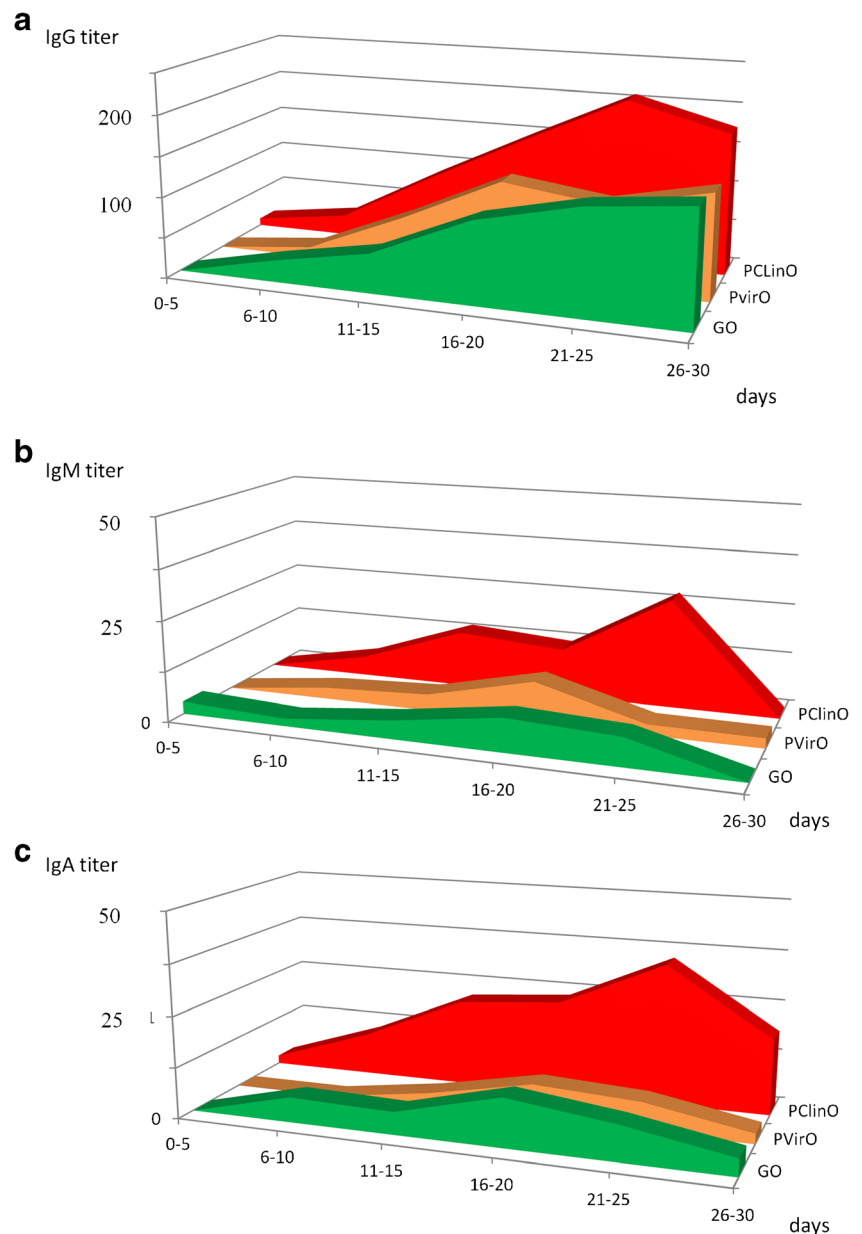 a
IgG titer
200
100
0-5
6-10
11-15
16-20
21-25
26-30
PCLinO
PvirO
GO
days
b
IgM titer
50
25
0
0-5
6-10
11-15
16-20
21-25
26-30
PClinO
PVirO
GO
days
c
IgA titer
50
25
0
0-5
6-10
11-15
16-20
21-25
26-30
PClinO
PVirO
GO
days